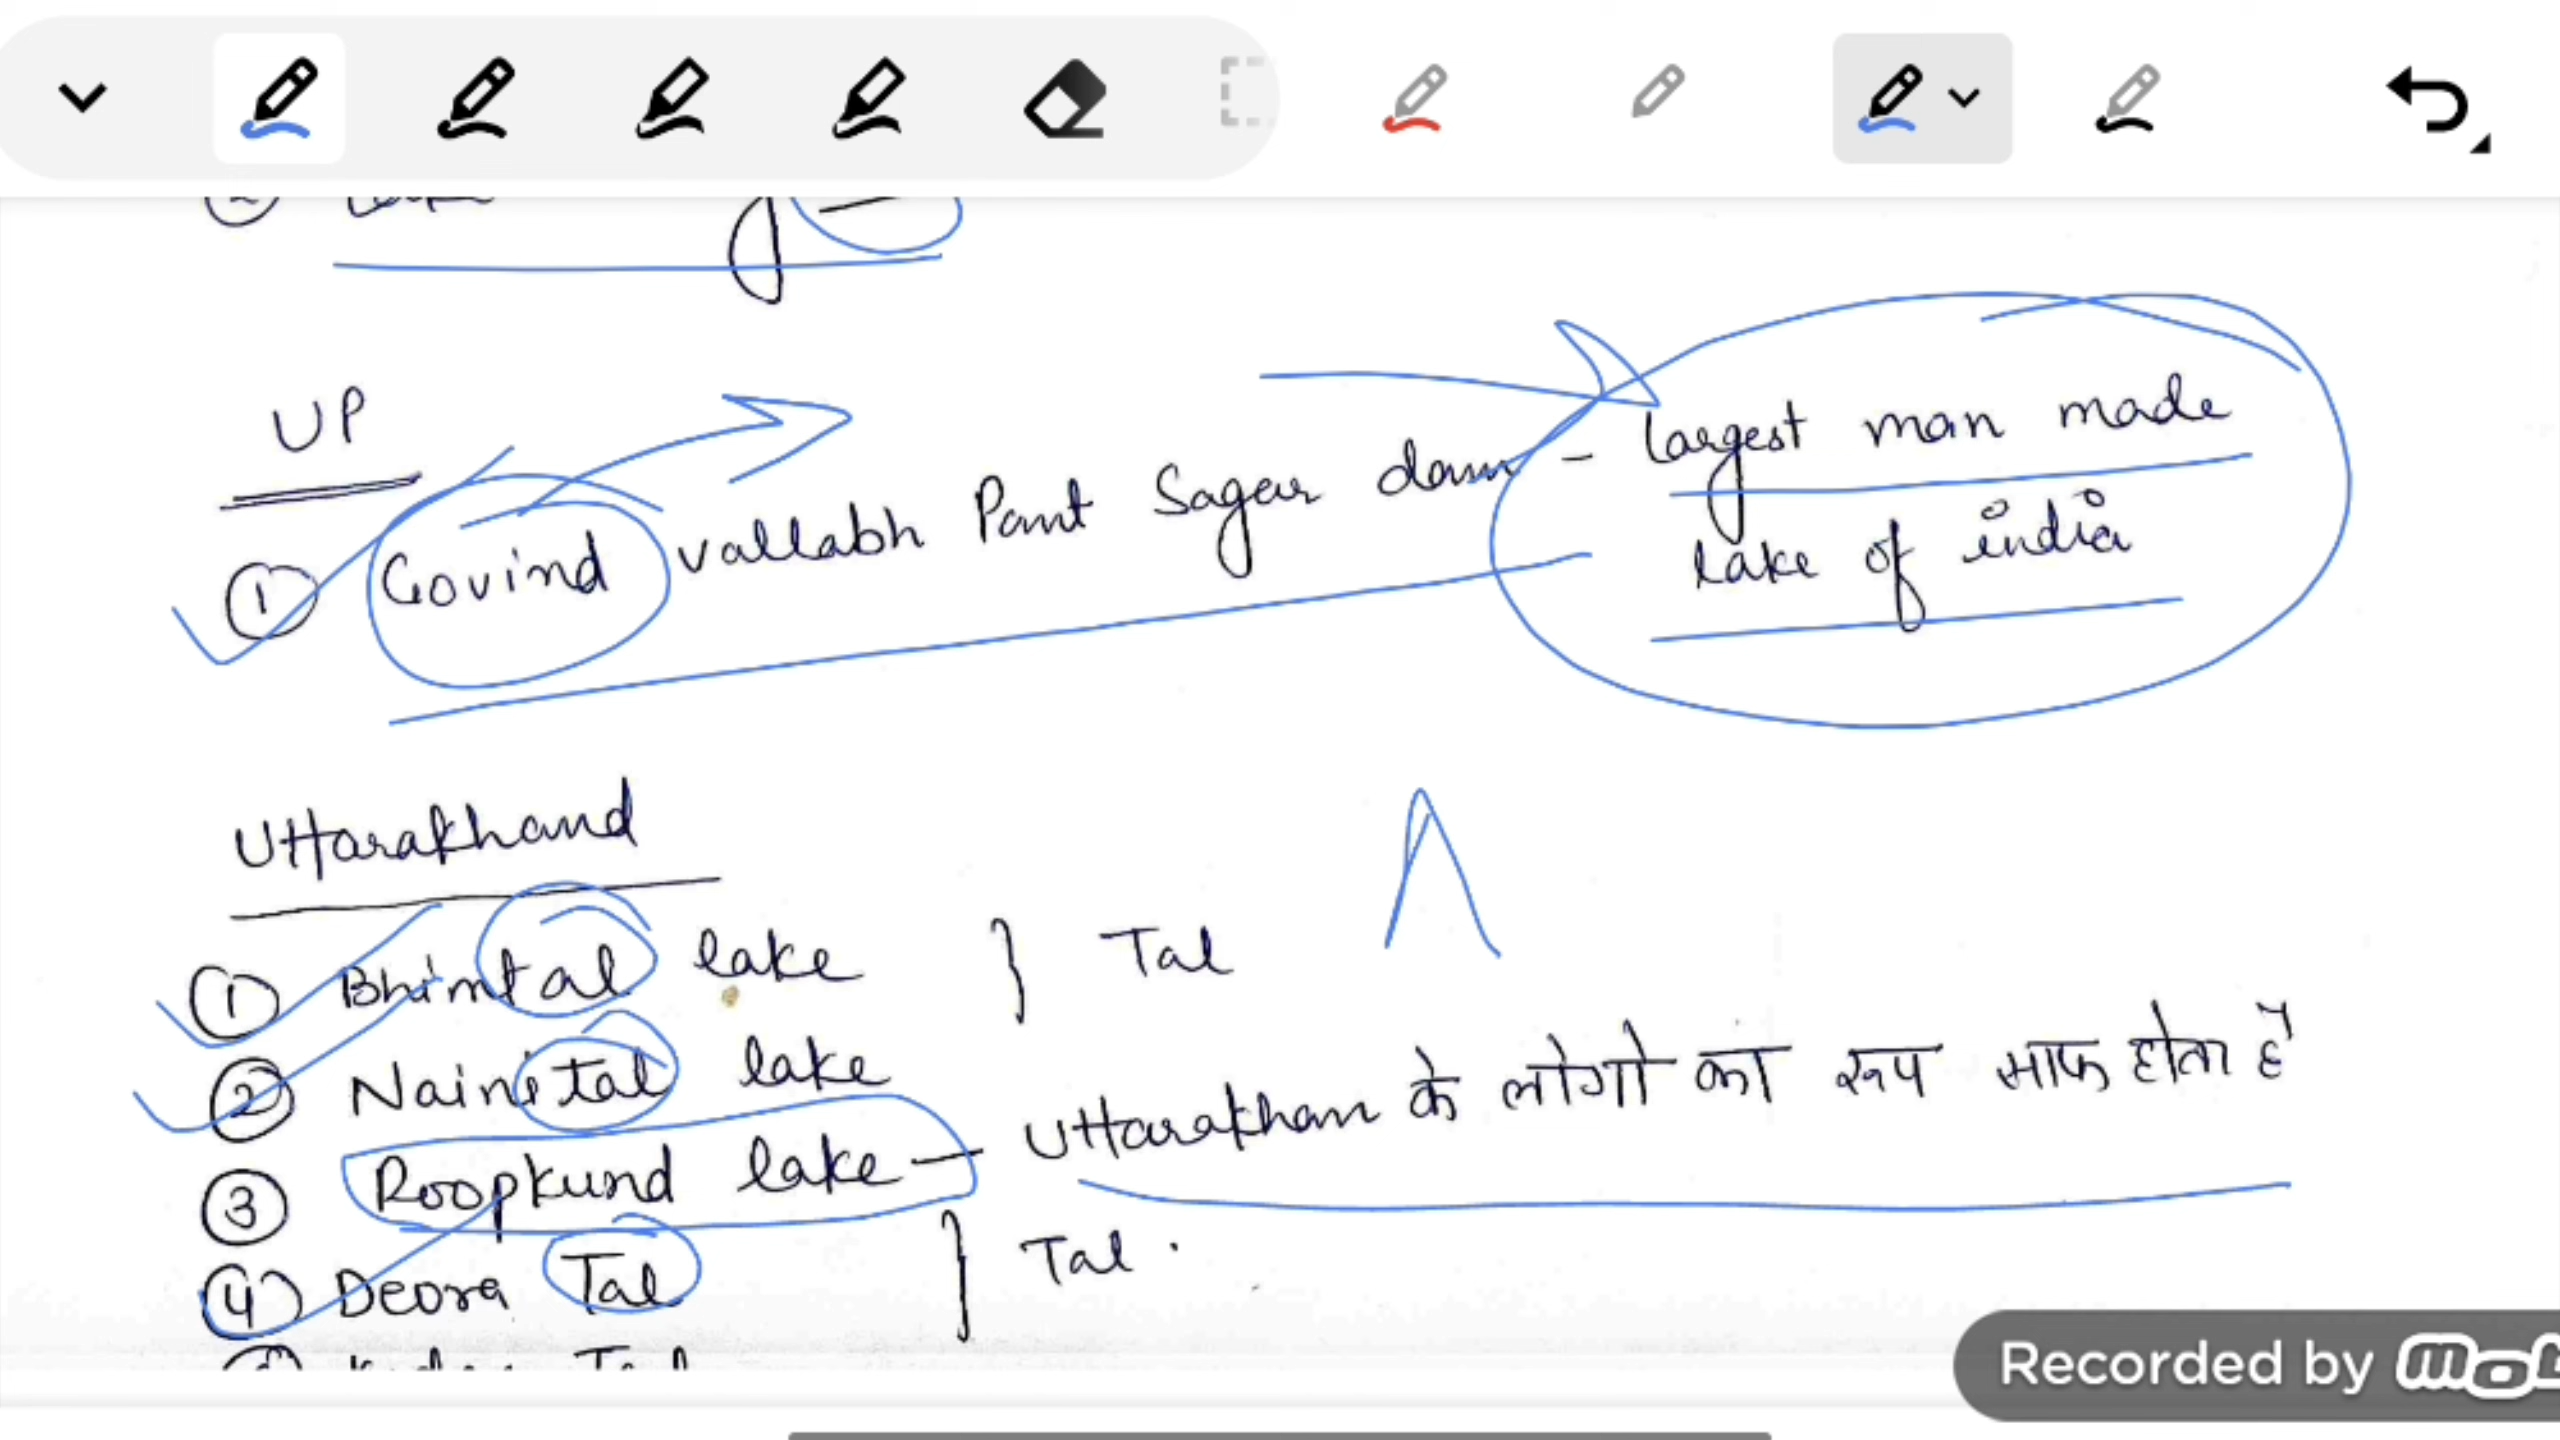 UP
① Govind vallabh Pant Sagar dam - largest man made
lake of india
Uttarakhand
① Bhimtal lake } Tal
② Nainital lake
③ Roopkund lake — Uttarakhan के लोगो का रूप साफ होता हैं
④ Deora Tal } Tal .
Tal
Recorded by